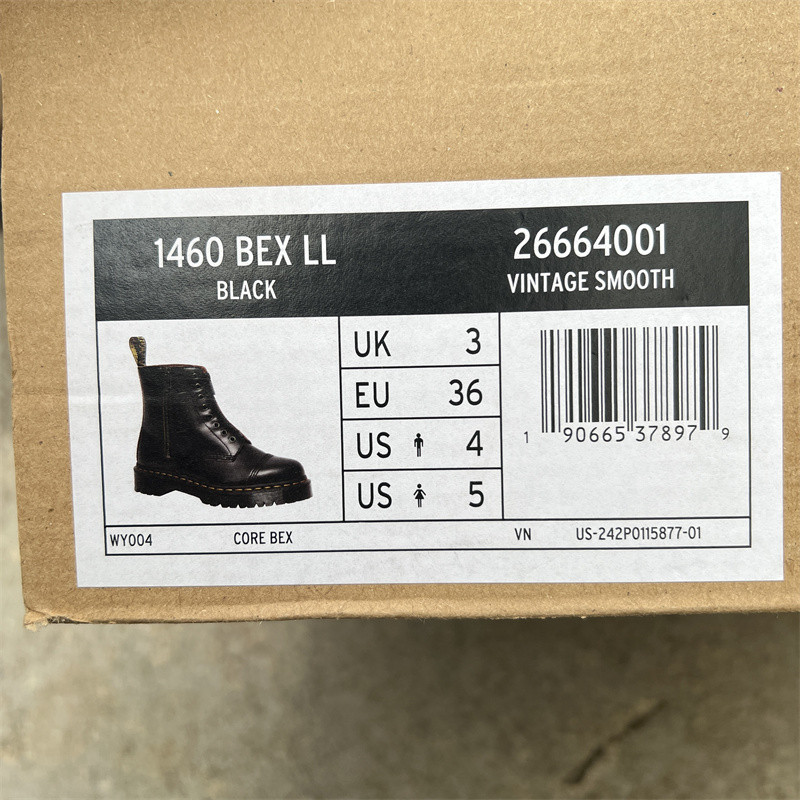 1460 BEX LL
BLACK
26664001
VINTAGE SMOOTH
UK 3
EU 36
US 4
US 5
1 90665 37897 9
WY004 CORE BEX VN US-242P0115877-01